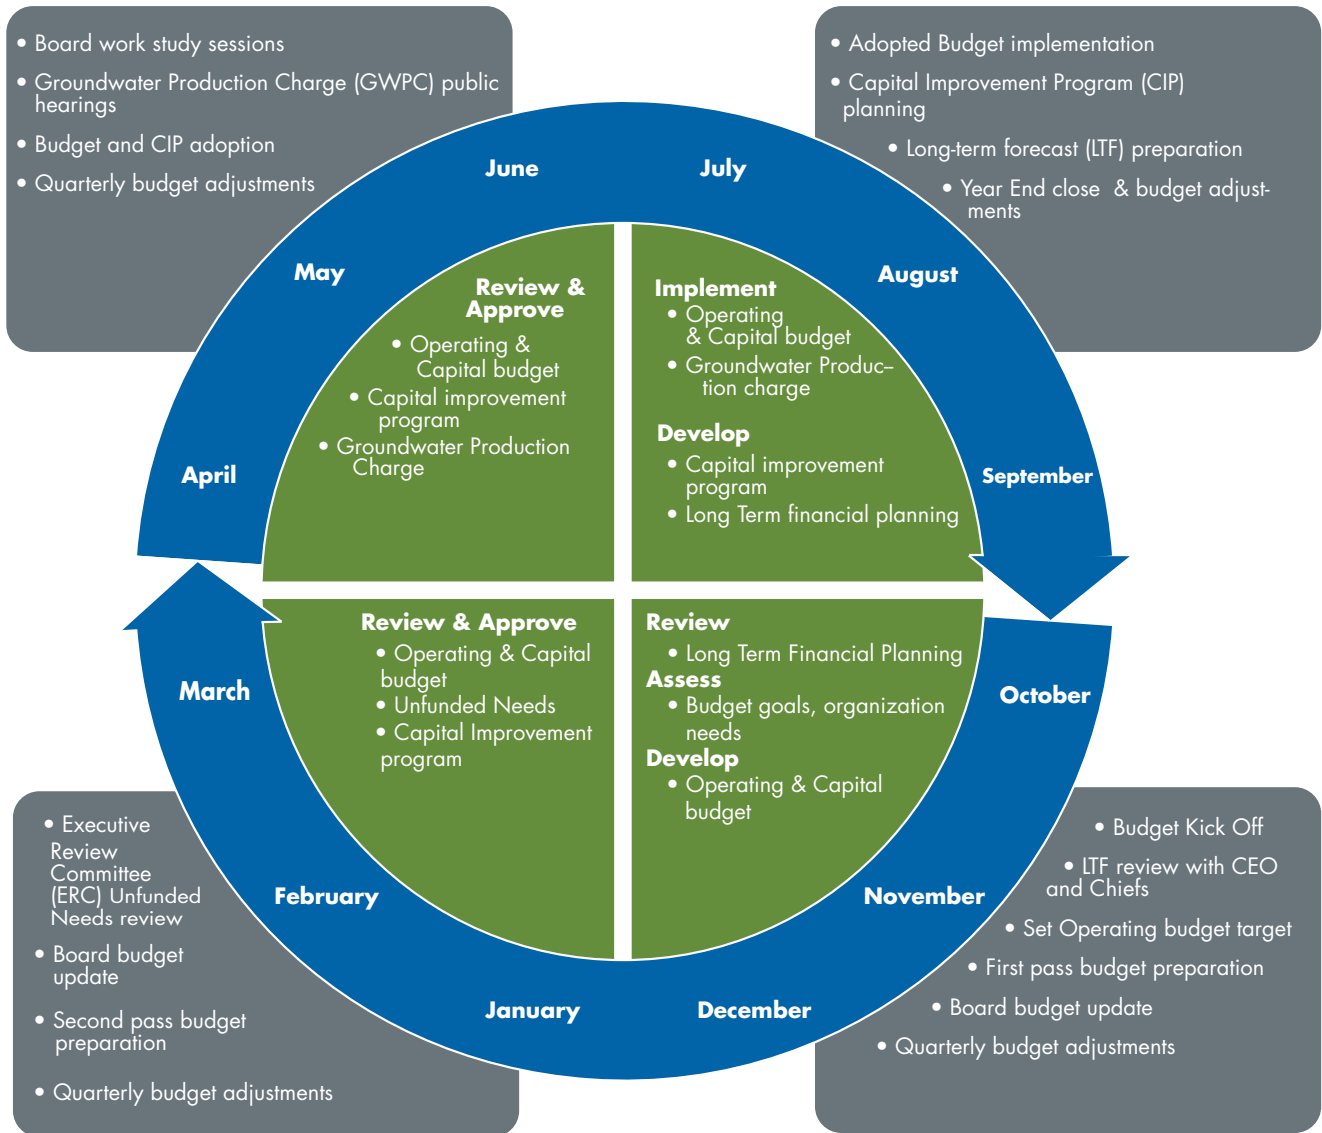 • Board work study sessions
• Groundwater Production Charge (GWPC) public
hearings
• Budget and CIP adoption
• Quarterly budget adjustments
• Adopted Budget implementation
• Capital Improvement Program (CIP)
planning
• Long-term forecast (LTF) preparation
• Year End close & budget adjust-
ments
June
July
May
August
April
September
Review &
Approve
• Operating &
Capital budget
• Capital improvement
program
• Groundwater Production
Charge
Implement
• Operating
& Capital budget
• Groundwater Produc–
tion charge
Develop
• Capital improvement
program
• Long Term financial planning
Review & Approve
• Operating & Capital
budget
• Unfunded Needs
• Capital Improvement
program
Review
• Long Term Financial Planning
Assess
• Budget goals, organization
needs
Develop
• Operating & Capital
budget
March
October
February
November
January
December
• Executive
Review
Committee
(ERC) Unfunded
Needs review
• Board budget
update
• Second pass budget
preparation
• Quarterly budget adjustments
• Budget Kick Off
• LTF review with CEO
and Chiefs
• Set Operating budget target
• First pass budget preparation
• Board budget update
• Quarterly budget adjustments